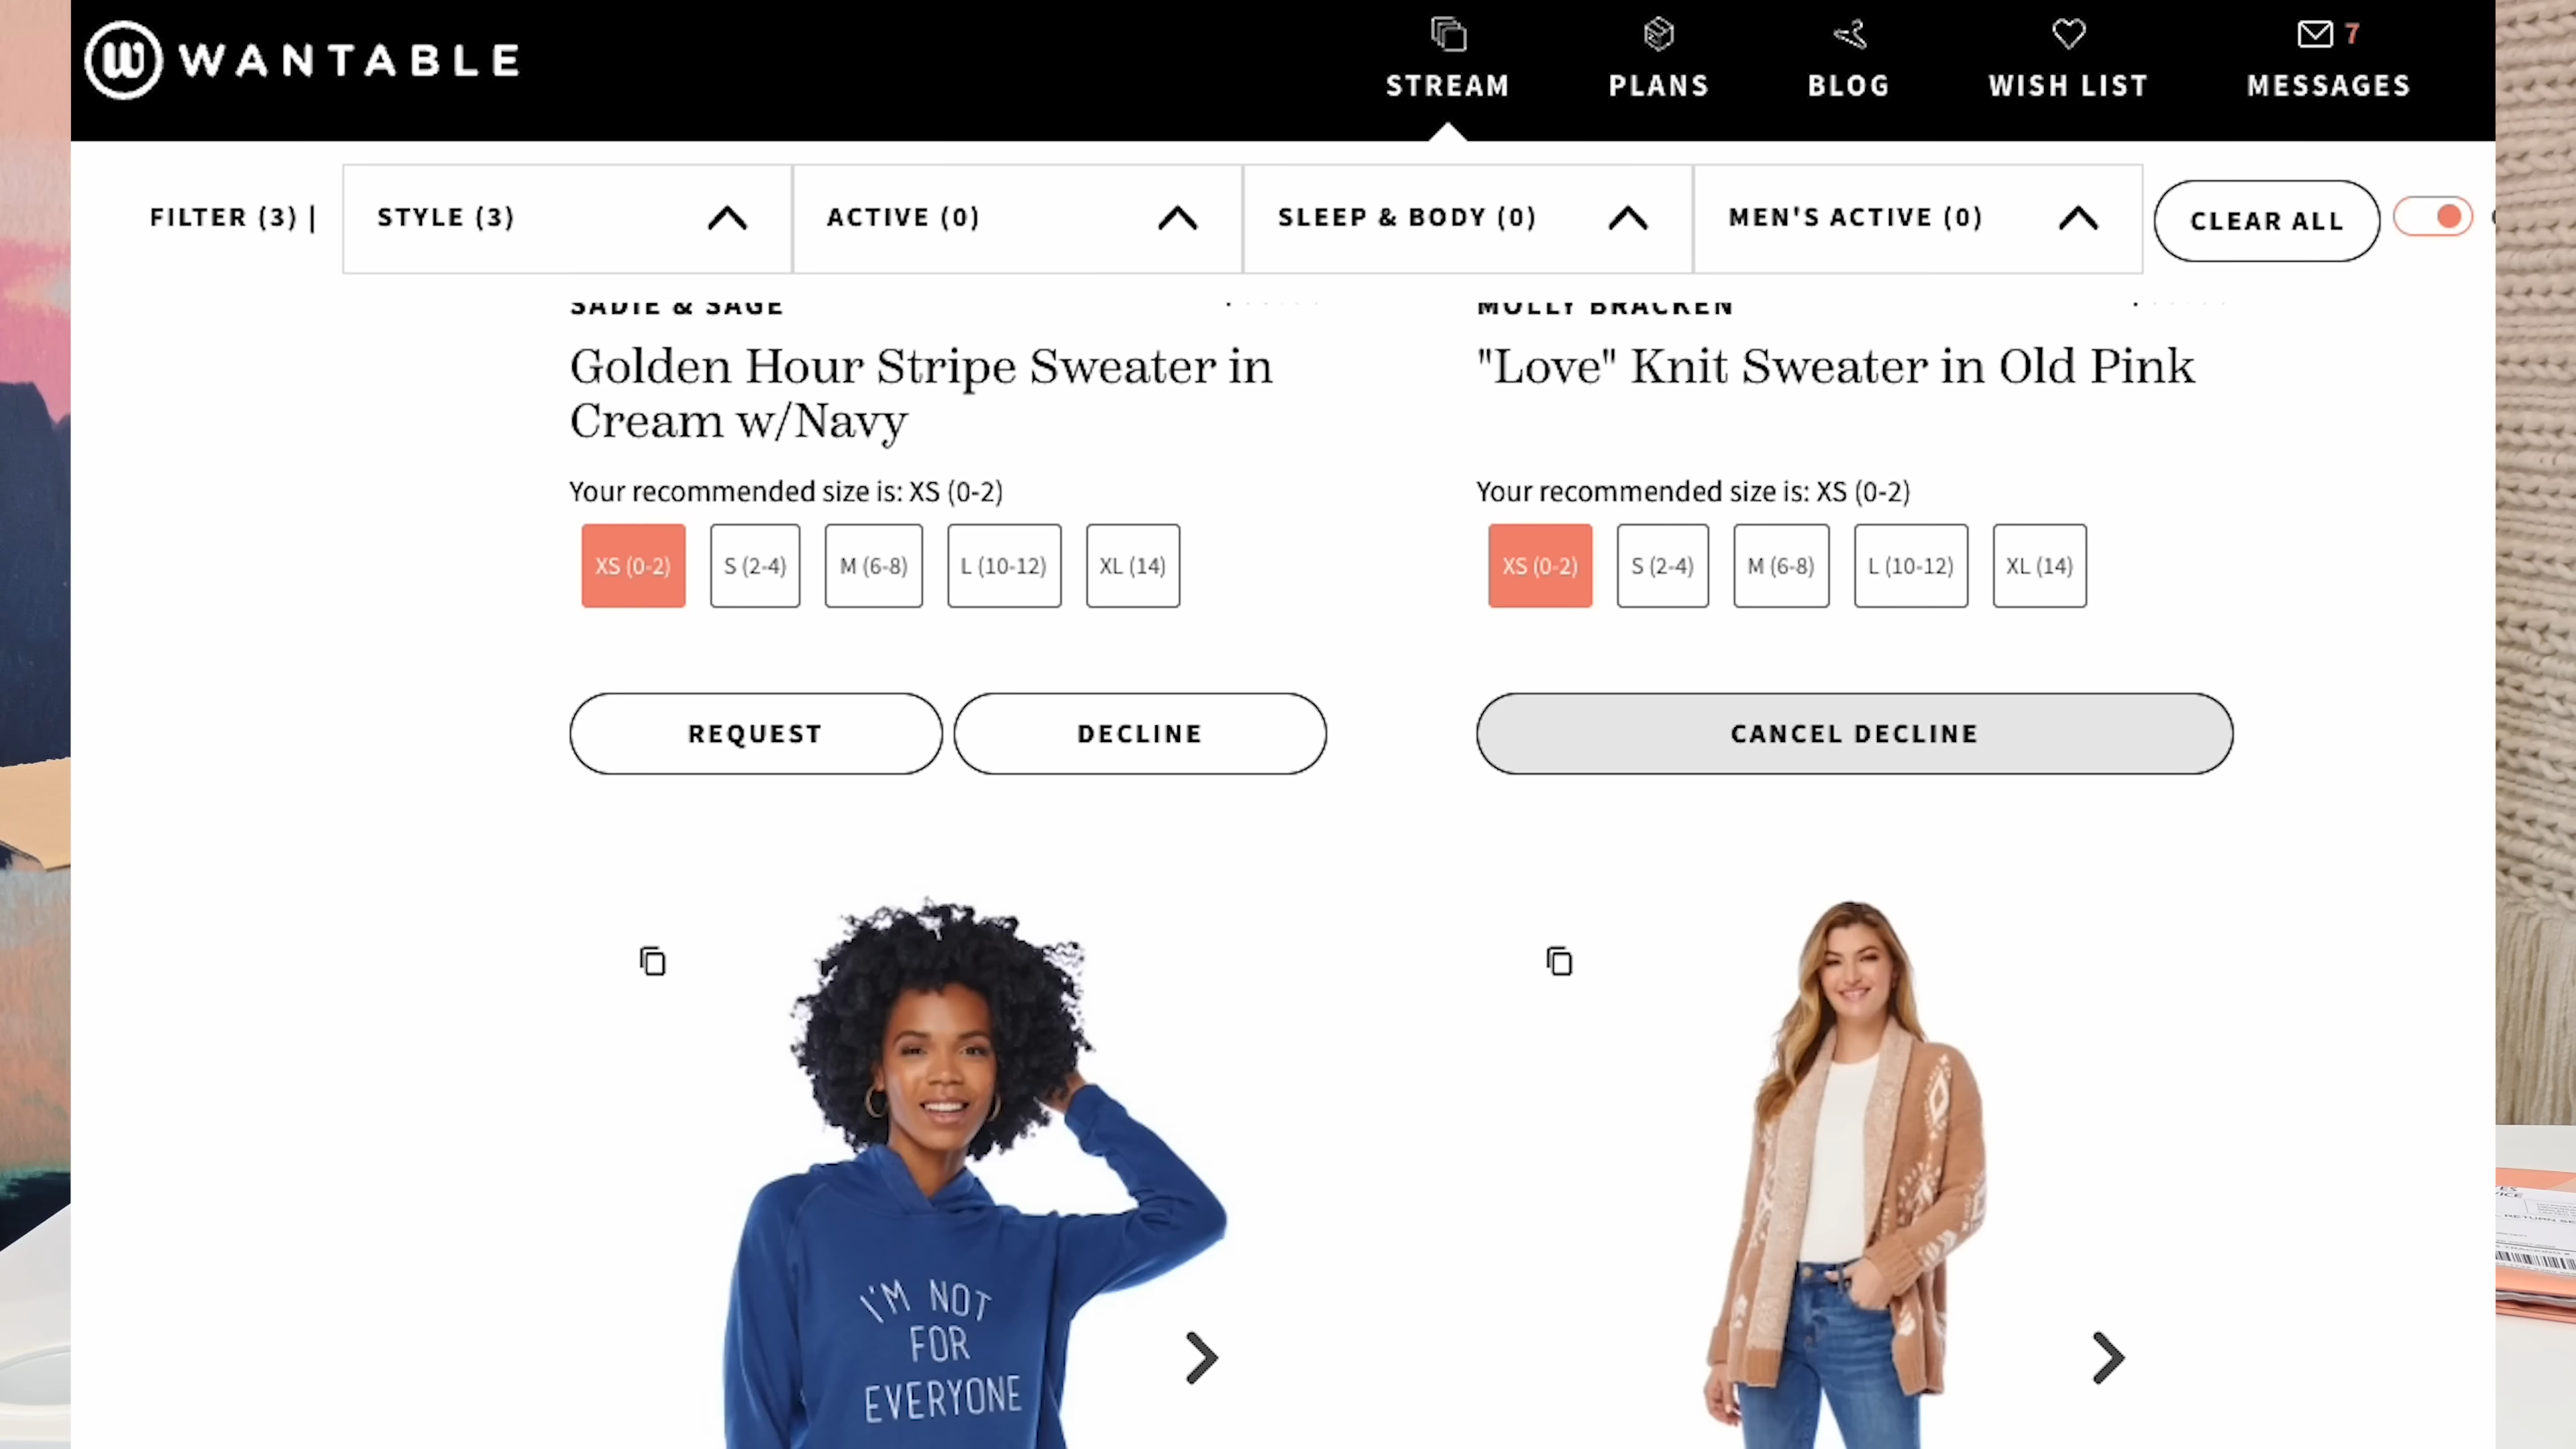 WANTABLE
STREAM
PLANS
BLOG
WISH LIST
7
MESSAGES
FILTER (3) |
STYLE (3)
ACTIVE (0)
SLEEP & BODY (0)
MEN'S ACTIVE (0)
CLEAR ALL
SADIE & SAGE
Golden Hour Stripe Sweater in
Cream w/Navy
Your recommended size is: XS (0-2)
XS (0-2)
S (2-4)
M (6-8)
L (10-12)
XL (14)
REQUEST
DECLINE
MOLLY BRACKEN
"Love" Knit Sweater in Old Pink
Your recommended size is: XS (0-2)
XS (0-2)
S (2-4)
M (6-8)
L (10-12)
XL (14)
CANCEL DECLINE
I'M NOT
FOR
EVERYONE